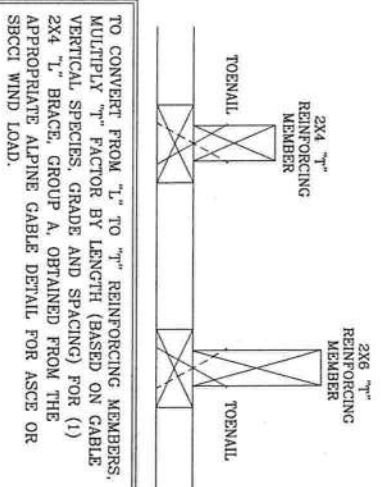 2X4 "T"
REINFORCING
MEMBER
TOENAIL
2X6 "T"
REINFORCING
MEMBER
TOENAIL
TO CONVERT FROM "L" TO "T" REINFORCING MEMBERS,
MULTIPLY "T" FACTOR BY LENGTH (BASED ON GABLE
VERTICAL SPECIES, GRADE AND SPACING) FOR (1)
2X4 "L" BRACE, GROUP A, OBTAINED FROM THE
APPROPRIATE ALPINE GABLE DETAIL FOR ASCE OR
SBCCI WIND LOAD.